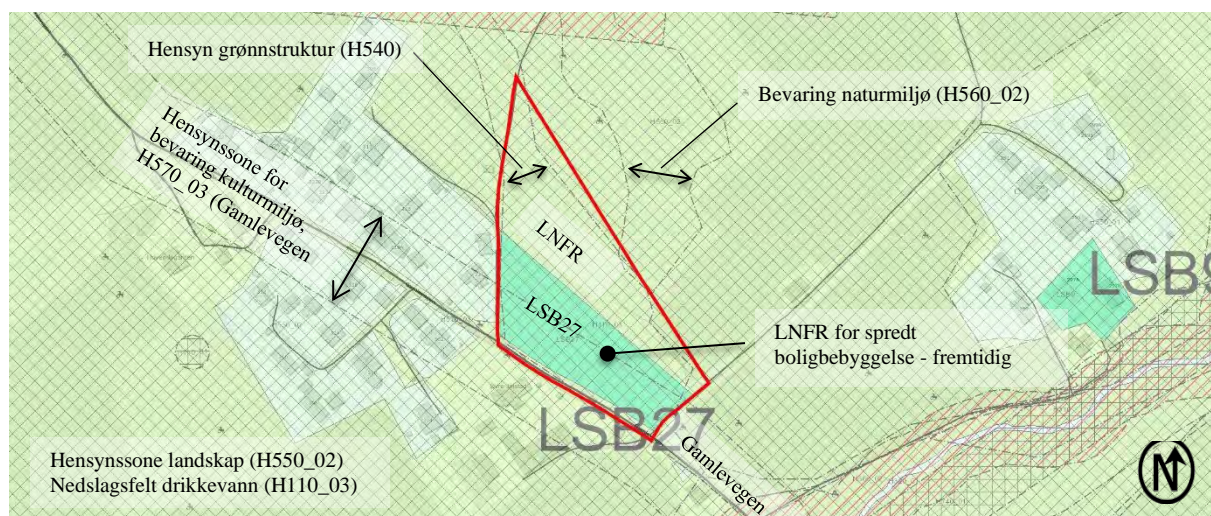 Hensyn grønnstruktur (H540)
Bevaring naturmiljø (H560_02)
Hensynssone for
bevaring kulturmiljø,
H570_03 (Gamlevegen
LNFR
LSB27
LSB9
LNFR for spredt
boligbebyggelse - fremtidig
LSB27
Gamlevegen
Hensynssone landskap (H550_02)
Nedslagsfelt drikkevann (H110_03)
N